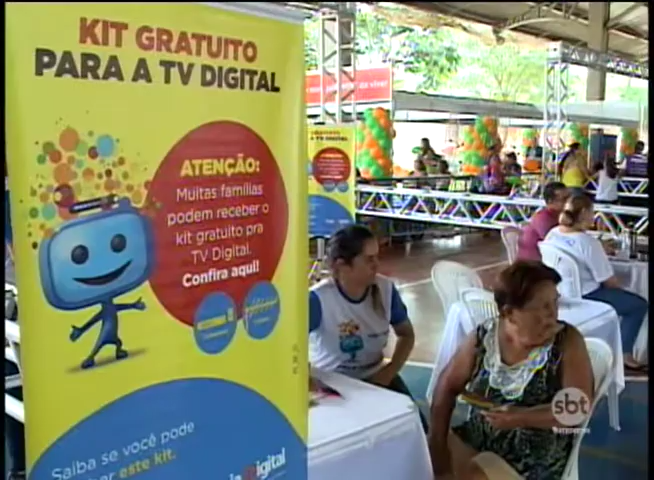 KIT GRATUITO
PARA A TV DIGITAL
ATENÇÃO:
Muitas famílias
podem receber o
kit gratuito pra
TV Digital.
Confira aqui!
Saiba se você pode
este kit.
digital
sbt